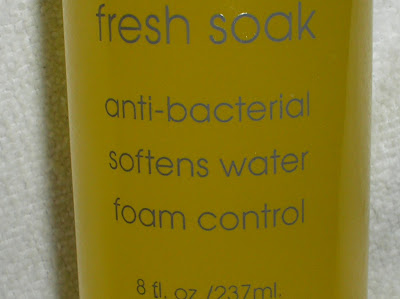 fresh soak
anti-bacterial
softens water
foam control
8 fl. oz./237ml.